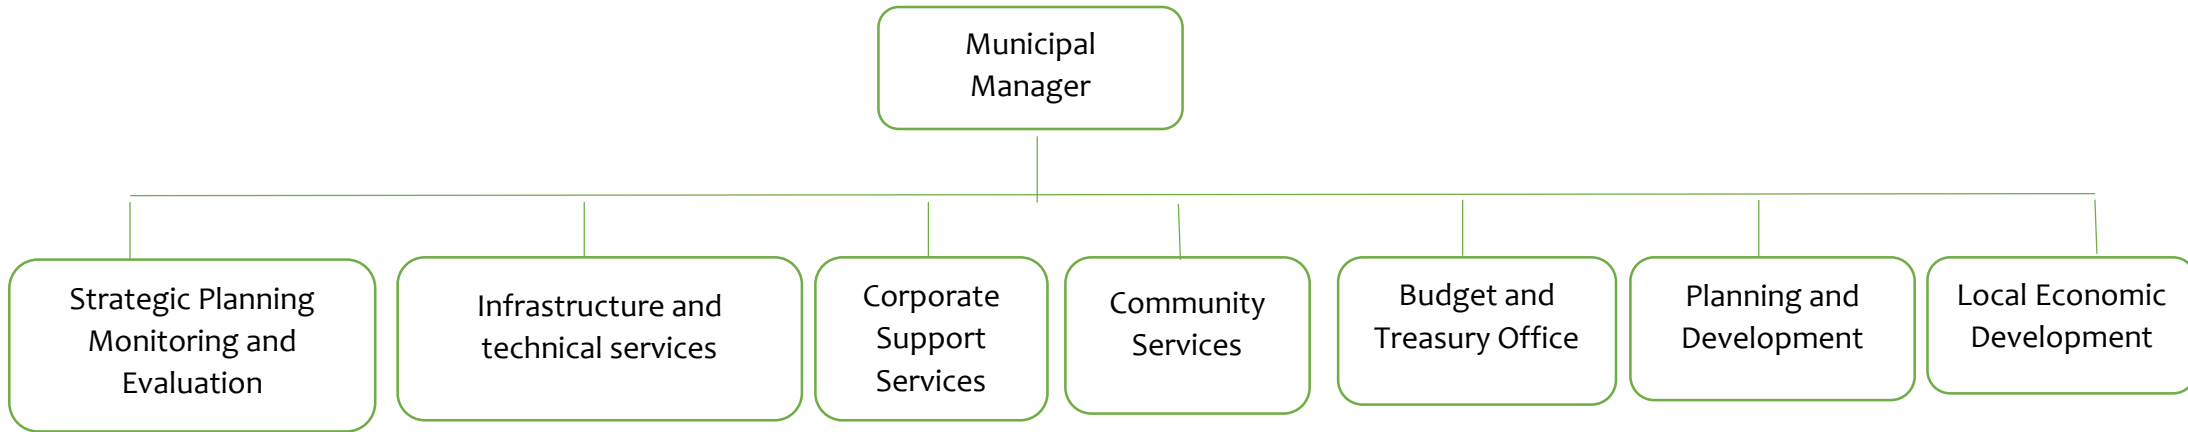 Municipal
Manager
Strategic Planning
Monitoring and
Evaluation
Infrastructure and
technical services
Corporate
Support
Services
Community
Services
Budget and
Treasury Office
Planning and
Development
Local Economic
Development